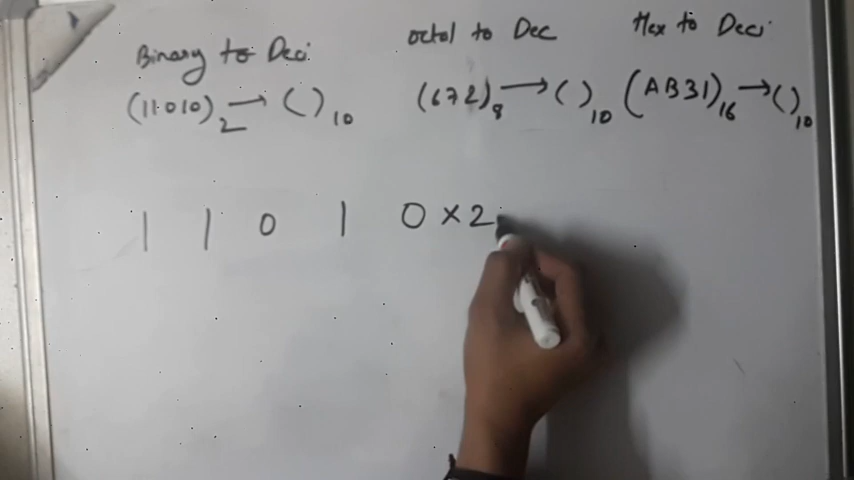 Binary to Deci octal to Dec Hex to Deci
(11010)2 → ( )10 (672)8 → ( )10 (AB31)16 → ( )10
1 1 0 1 0 × 2